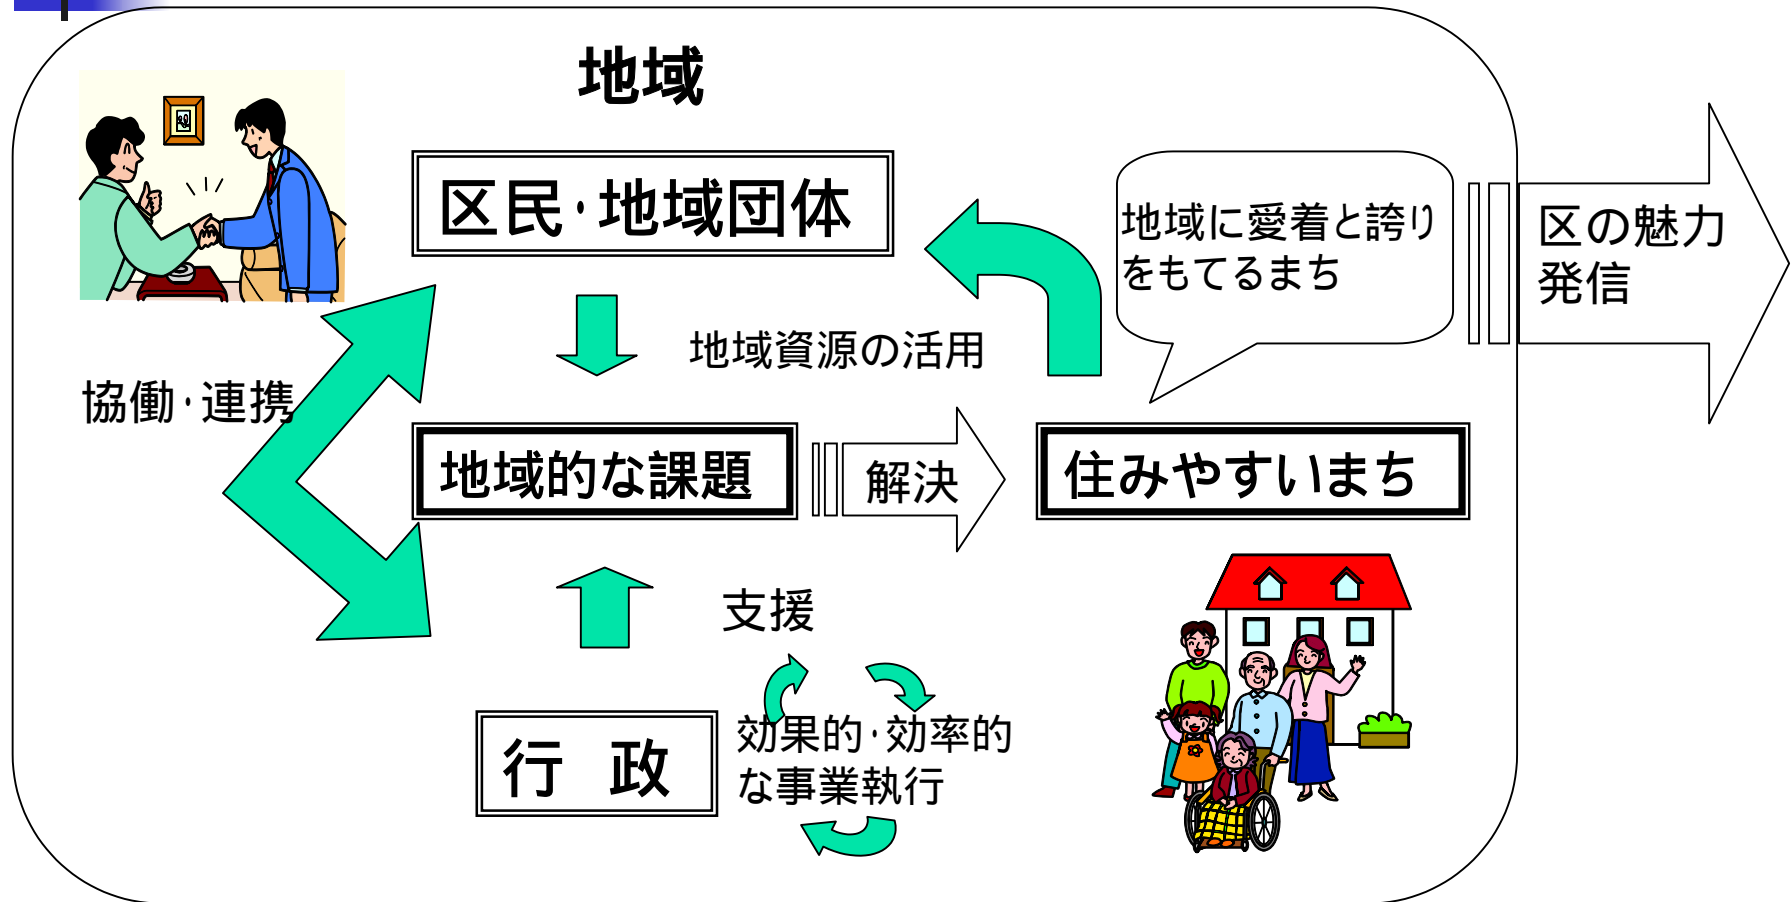 地域
区民・地域団体
地域に愛着と誇り
をもてるまち
区の魅力
発信
地域資源の活用
協働・連携
地域的な課題
解決
住みやすいまち
支援
行　政
効果的・効率的
な事業執行